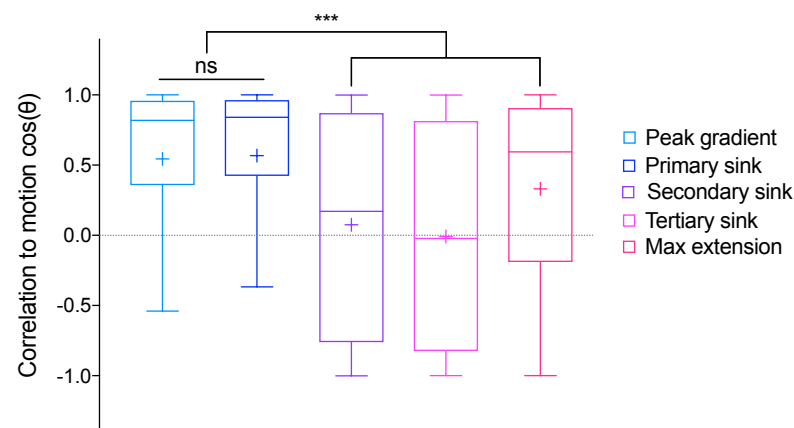 ***
ns
Correlation to motion cos(θ)
1.0
0.5
0.0
-0.5
-1.0
Peak gradient
Primary sink
Secondary sink
Tertiary sink
Max extension